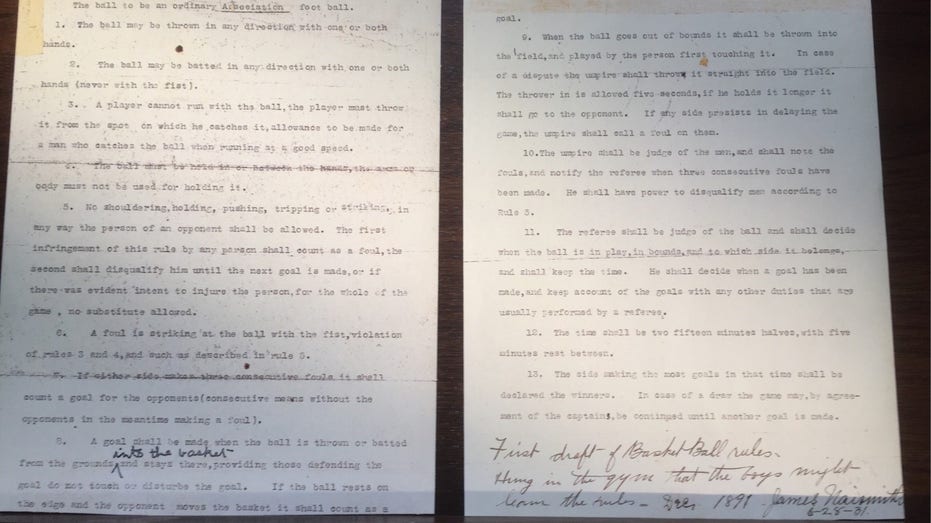 The ball to be an ordinary Association foot ball.
1. The ball may be thrown in any direction with one or both
hands.
2. The ball may be batted in any direction with one or both
hands (never with the fist).
3. A player cannot run with the ball,the player must throw
it from the spot on which he catches it,allowance to be made for
a man who catches the ball when running at a good speed.
The ball must be held in or between the hands,the arms or
body must not be used for holding it.
5. No shouldering,holding, pushing, tripping or striking, in
any way the person of an opponent shall be allowed. The first
infringement of this rule by any person shall count as a foul,the
second shall disqualify him until the next goal is made,or if
there was evident intent to injure the person,for the whole of the
game , no substitute allowed.
6. A foul is striking at the ball with the fist,violation
of rules 3 and 4,and such as described in rule 5.
7. If either side makes three consecutive fouls it shall
count a goal for the opponents(consecutive means without the
opponents in the meantime making a foul).
8. A goal shall be made when the ball is thrown or batted
into the basket
from the grounds and stays there,providing those defending the
goal do not touch or disturbe the goal. If the ball rests on
the edge and the opponent moves the basket it shall count as a
goal.
9. When the ball goes out of bounds it shall be thrown into
the field,and played by the person first touching it. In case
of a dispute the umpire shall throw it straight into the field.
The thrower in is allowed five seconds,if he holds it longer it
shall go to the opponent. If any side presists in delaying the
game,the umpire shall call a foul on them.
10.The umpire shall be judge of the men,and shall note the
fouls,and notify the referee when three consecutive fouls have
been made. He shall have power to disqualify men according to
Rule 5.
11. The referee shall be judge of the ball and shall decide
when the ball is in play,in bounds,and to which side it belongs,
and shall keep the time. He shall decide when a goal has been
made,and keep account of the goals with any other duties that are
usually performed by a referee.
12. The time shall be two fifteen minutes halves,with five
minutes rest between.
13. The side making the most goals in that time shall be
declared the winners. In case of a draw the game may,by agree-
ment of the captains,be continued until another goal is made.
First draft of Basket Ball rules.
Hung in the gym that the boys might
learn the rules - Dec. 1891 James Naismith
6-28-31.